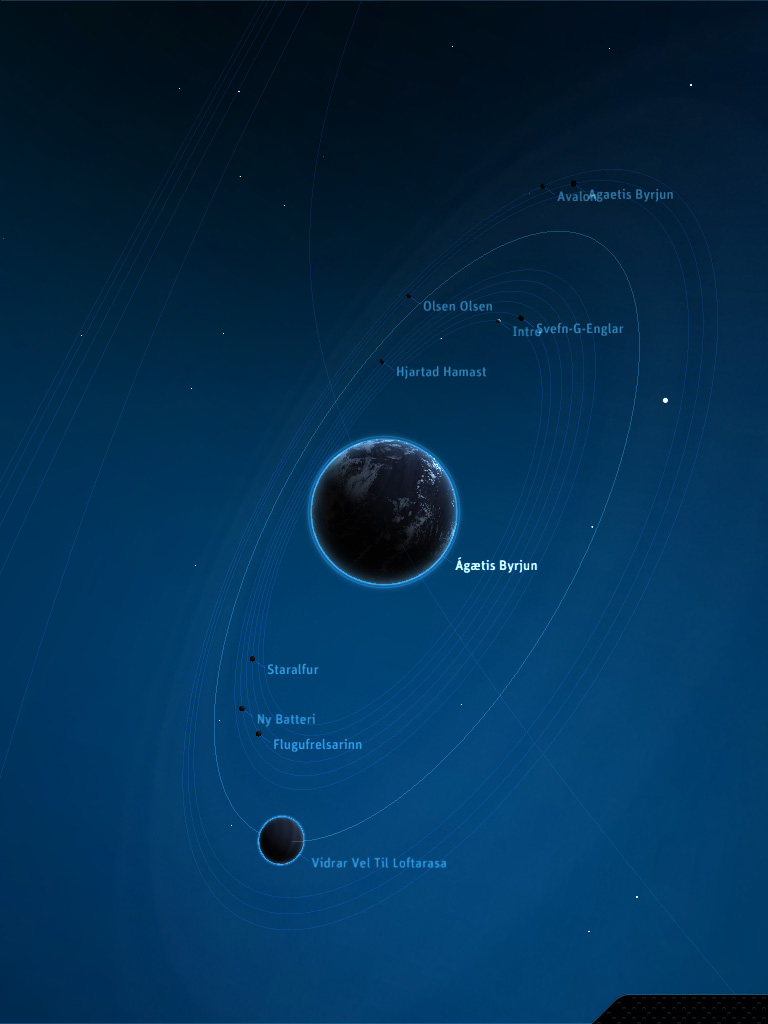 Avalon
Agaetis Byrjun
Olsen Olsen
Intro
Svefn-G-Englar
Hjartad Hamast
Ágætis Byrjun
Staralfur
Ny Batteri
Flugufrelsarinn
Vidrar Vel Til Loftarasa